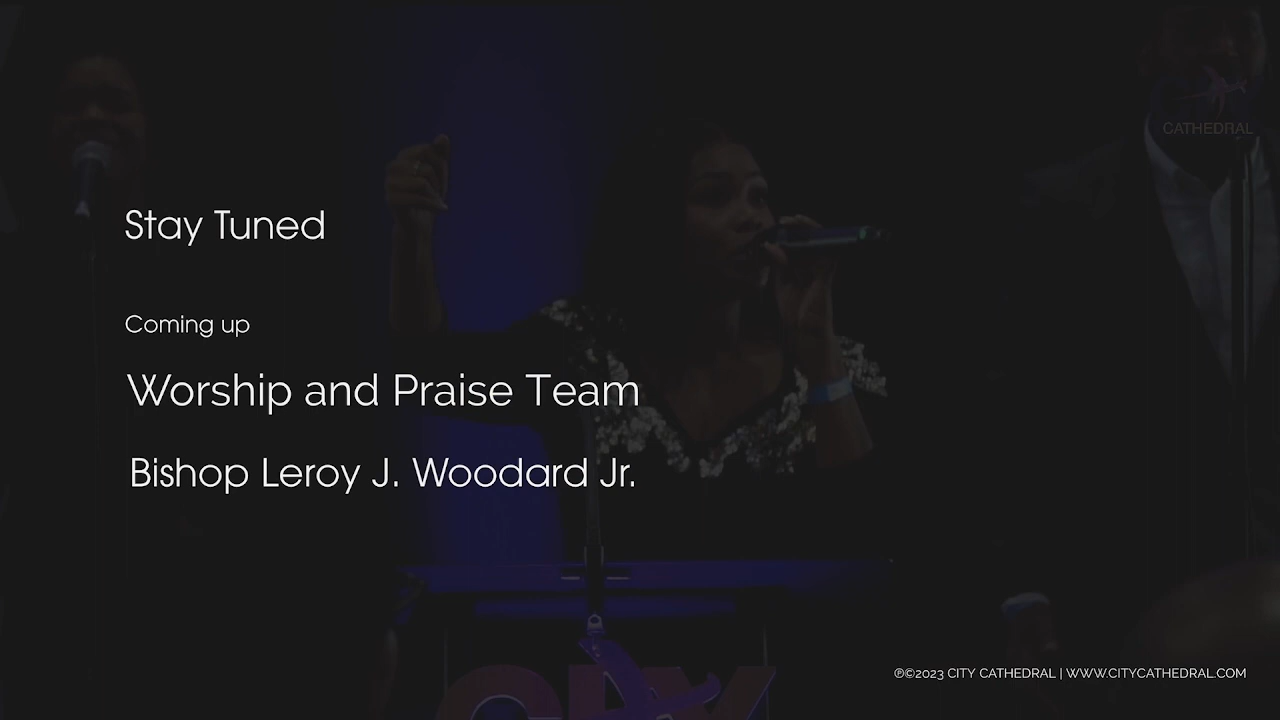 CATHEDRAL
Stay Tuned
Coming up
Worship and Praise Team
Bishop Leroy J. Woodard Jr.
CITY
℗©2023 CITY CATHEDRAL | WWW.CITYCATHEDRAL.COM